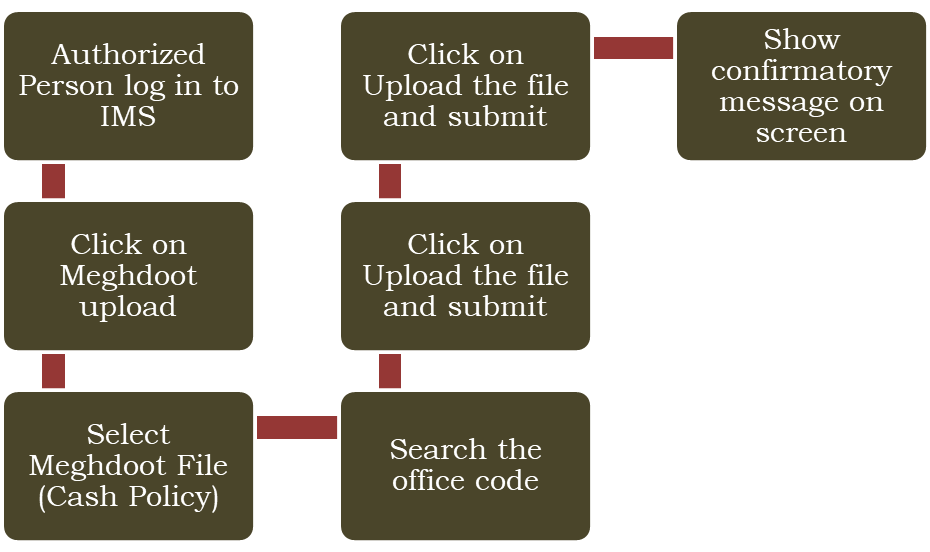 Authorized
Person log in to
IMS
Click on
Meghdoot
upload
Select
Meghdoot File
(Cash Policy)
Search the
office code
Click on
Upload the file
and submit
Click on
Upload the file
and submit
Show
confirmatory
message on
screen